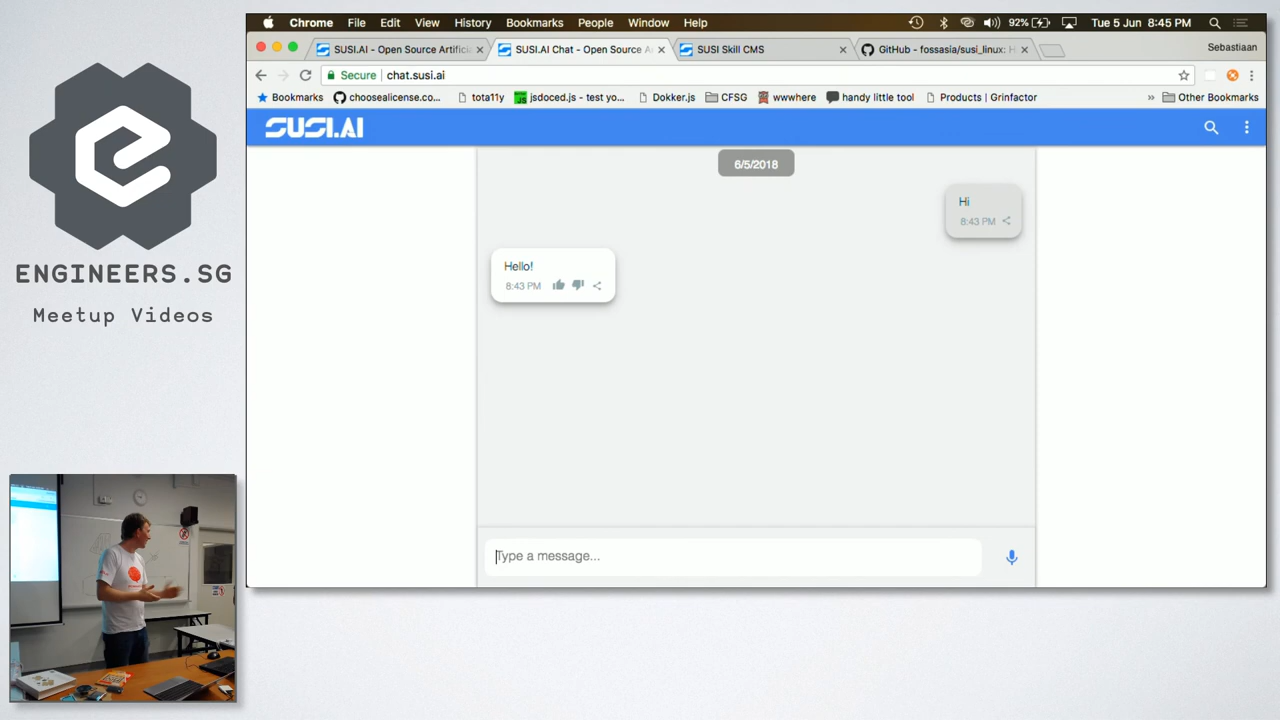 Chrome File Edit View History Bookmarks People Window Help 92% Tue 5 Jun 8:45 PM
SUSI.AI - Open Source Artificia SUSI.AI Chat - Open Source A SUSI Skill CMS GitHub - fossasia/susi_linux: H Sebastiaan
Secure chat.susi.ai
Bookmarks choosealicense.co... tota11y jsdoced.js - test yo... Dokker.js CFSG wwwhere handy little tool Products | Grinfactor » Other Bookmarks
SUSI.AI
6/5/2018
Hi
8:43 PM
Hello!
8:43 PM
Type a message...
ENGINEERS.SG
Meetup Videos